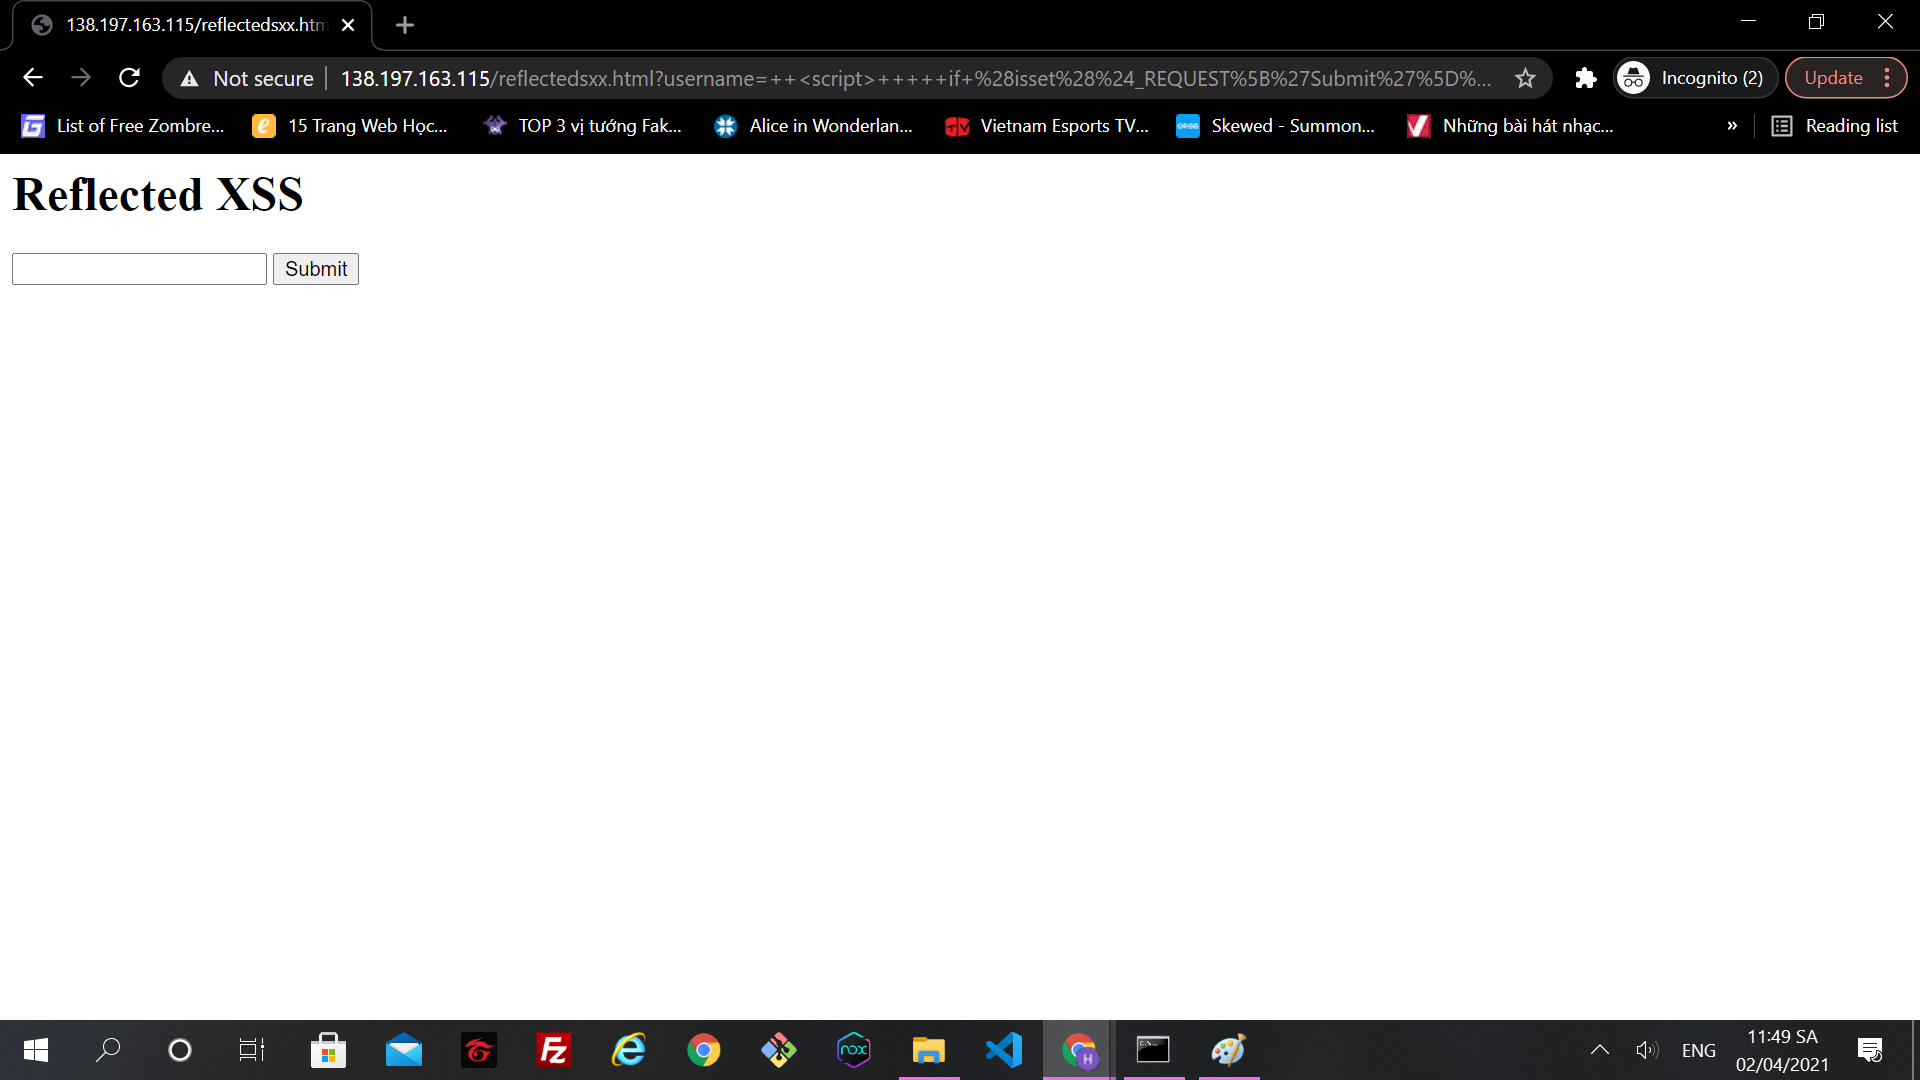 138.197.163.115/reflectedsxx.htm
Not secure 138.197.163.115/reflectedsxx.html?username=++<script>+++++if+%28isset%28%24_REQUEST%5B%27Submit%27%5D%... Incognito (2) Update
List of Free Zombre... 15 Trang Web Học... TOP 3 vị tướng Fak... Alice in Wonderlan... Vietnam Esports TV... Skewed - Summon... Những bài hát nhạc... » Reading list
Reflected XSS
Submit
ENG
11:49 SA
02/04/2021